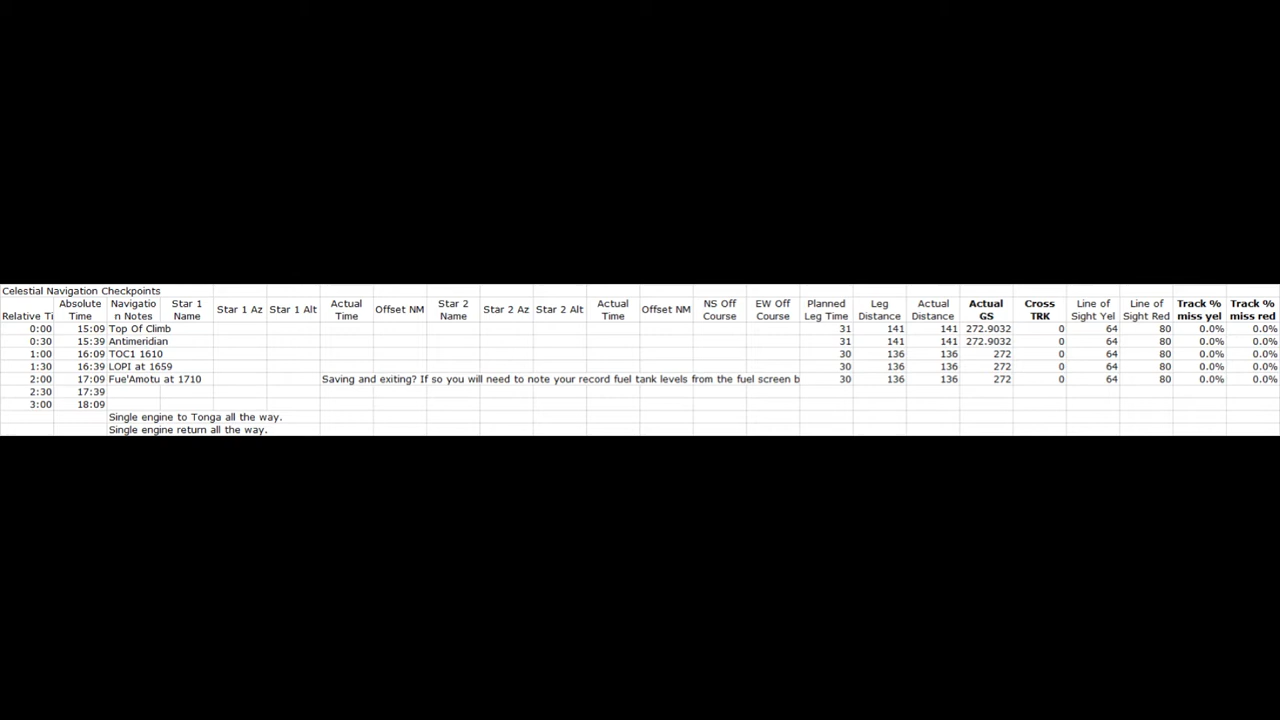 Celestial Navigation Checkpoints
Relative Ti Absolute Time Navigatio n Notes Star 1 Name Star 1 Az Star 1 Alt Actual Time Offset NM Star 2 Name Star 2 Az Star 2 Alt Actual Time Offset NM NS Off Course EW Off Course Planned Leg Time Leg Distance Actual Distance Actual GS Cross TRK Line of Sight Yel Line of Sight Red Track % miss yel Track % miss red
0:00 15:09 Top Of Climb 31 141 141 272.9032 0 64 80 0.0% 0.0%
0:30 15:39 Antimeridian 31 141 141 272.9032 0 64 80 0.0% 0.0%
1:00 16:09 TOC1 1610 30 136 136 272 0 64 80 0.0% 0.0%
1:30 16:39 LOPI at 1659 30 136 136 272 0 64 80 0.0% 0.0%
2:00 17:09 Fue'Amotu at 1710 Saving and exiting? If so you will need to note your record fuel tank levels from the fuel screen b 30 136 136 272 0 64 80 0.0% 0.0%
2:30 17:39
3:00 18:09
Single engine to Tonga all the way.
Single engine return all the way.